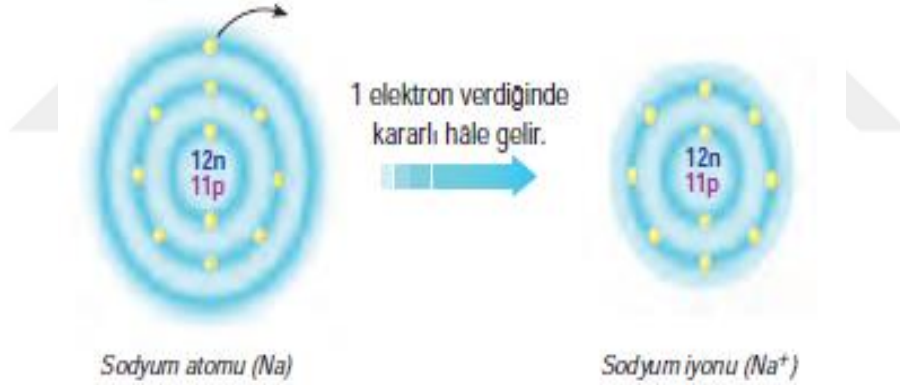 1 elektron verdiğinde
kararlı hâle gelir.
12n
11p
12n
11p
Sodyum atomu (Na)
Sodyum iyonu (Na⁺)